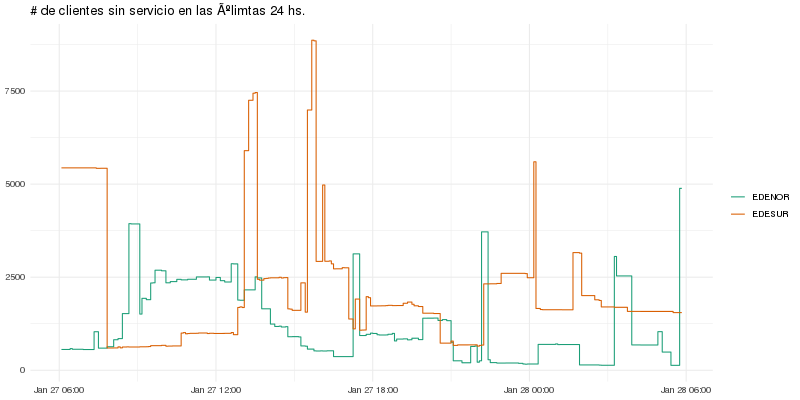 # de clientes sin servicio en las Ãºlimtas 24 hs.
7500
5000
2500
0
Jan 27 06:00
Jan 27 12:00
Jan 27 18:00
Jan 28 00:00
Jan 28 06:00
EDENOR
EDESUR